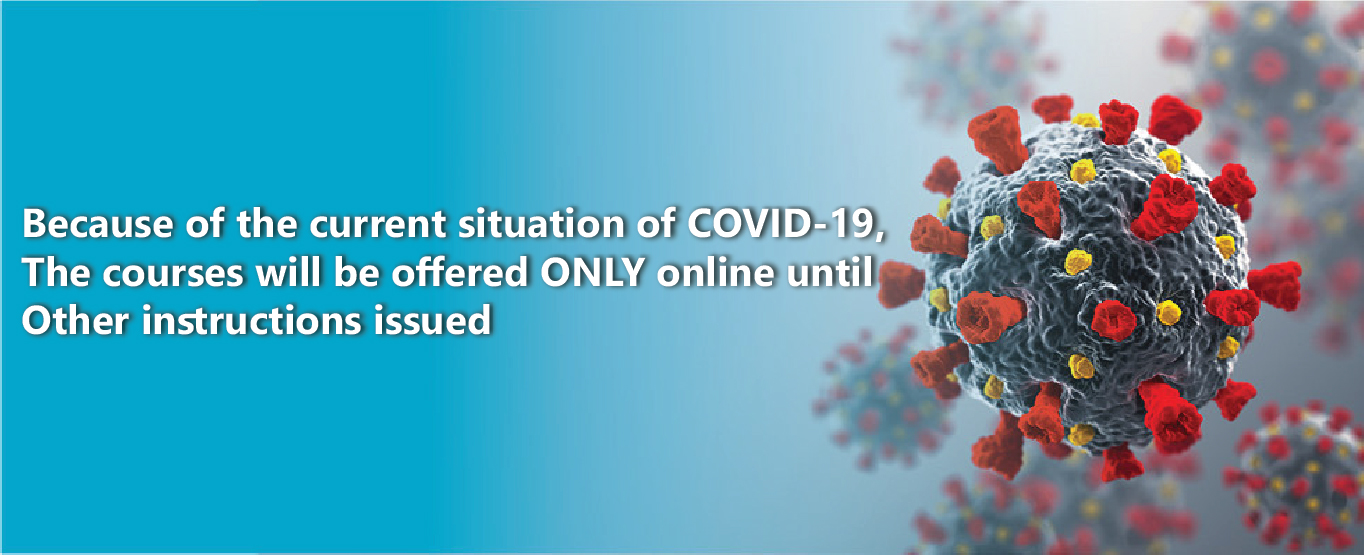 Because of the current situation of COVID-19,
The courses will be offered ONLY online until
Other instructions issued